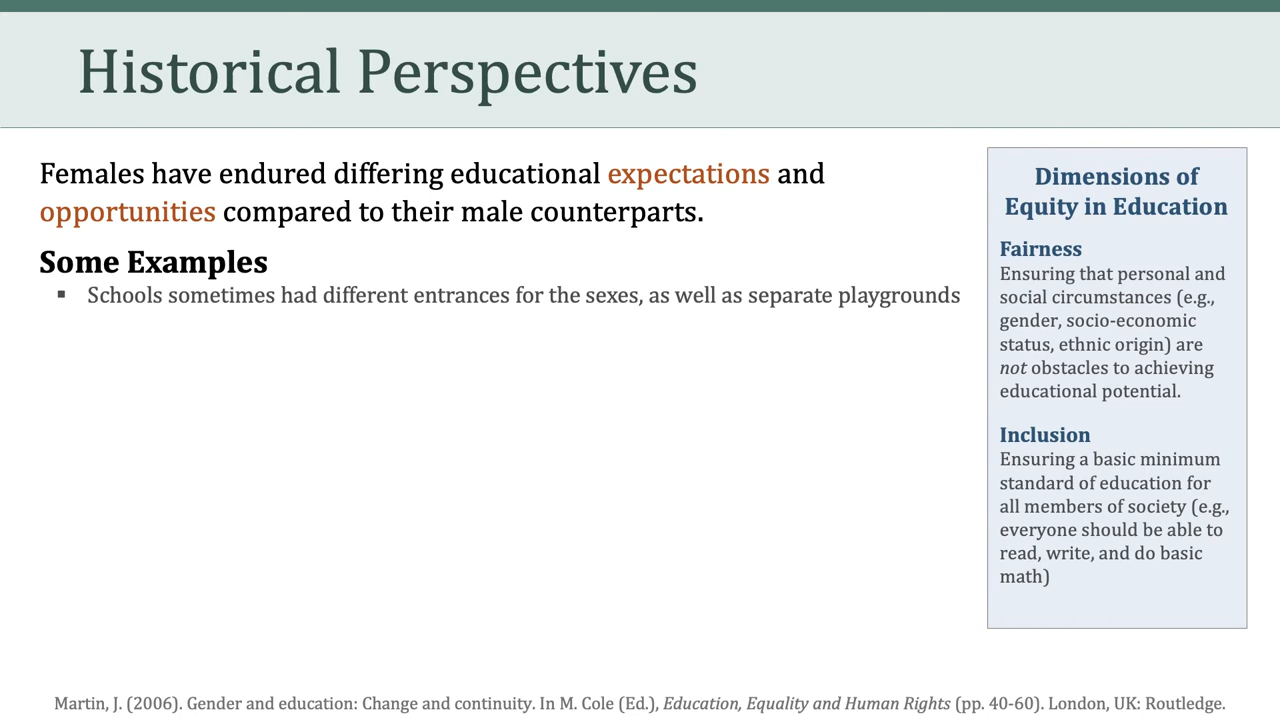 Historical Perspectives
Females have endured differing educational expectations and
opportunities compared to their male counterparts.
Some Examples
▪ Schools sometimes had different entrances for the sexes, as well as separate playgrounds
Dimensions of
Equity in Education
Fairness
Ensuring that personal and
social circumstances (e.g.,
gender, socio-economic
status, ethnic origin) are
not obstacles to achieving
educational potential.
Inclusion
Ensuring a basic minimum
standard of education for
all members of society (e.g.,
everyone should be able to
read, write, and do basic
math)
Martin, J. (2006). Gender and education: Change and continuity. In M. Cole (Ed.), Education, Equality and Human Rights (pp. 40-60). London, UK: Routledge.